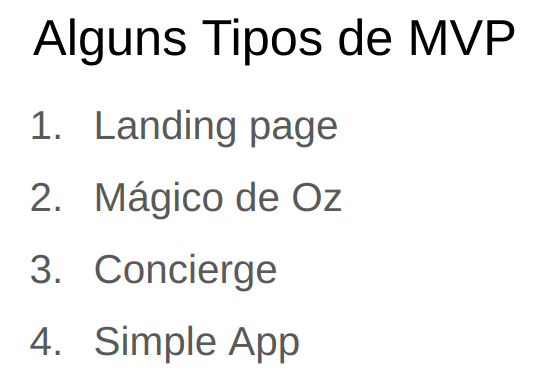 Alguns Tipos de MVP
1. Landing page
2. Mágico de Oz
3. Concierge
4. Simple App